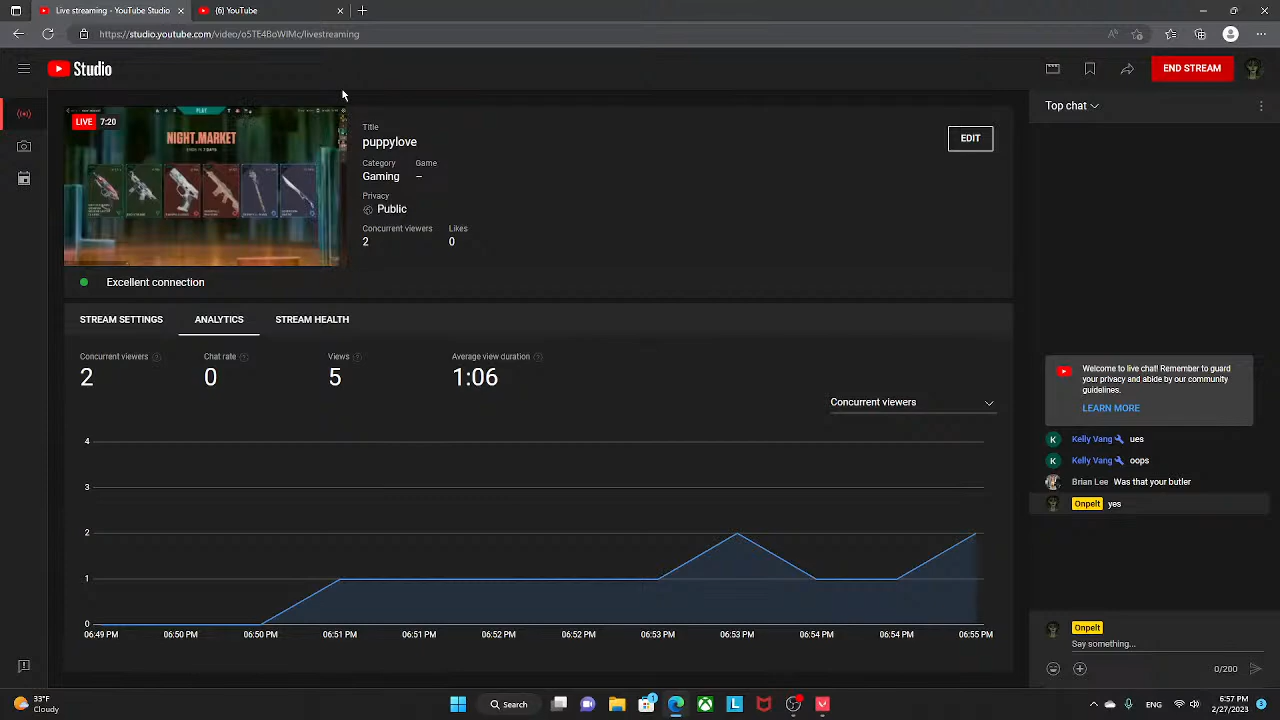 Live streaming - YouTube Studio
(6) YouTube
https://studio.youtube.com/video/o5TE4BoWlMc/livestreaming
Studio
END STREAM
LIVE 7:20
PLAY
NIGHT.MARKET
ENDS IN 7 DAYS
Title
puppylove
Category Game
Gaming –
Privacy
Public
Concurrent viewers Likes
2 0
EDIT
Excellent connection
STREAM SETTINGS ANALYTICS STREAM HEALTH
Concurrent viewers Chat rate Views Average view duration
2 0 5 1:06
Concurrent viewers
4
3
2
1
0
06:49 PM 06:50 PM 06:50 PM 06:51 PM 06:51 PM 06:52 PM 06:52 PM 06:53 PM 06:53 PM 06:54 PM 06:54 PM 06:55 PM
Top chat
Welcome to live chat! Remember to guard
your privacy and abide by our community
guidelines.
LEARN MORE
K Kelly Vang ues
K Kelly Vang oops
Brian Lee Was that your butler
Onpelt yes
Onpelt
Say something...
0/200
33°F
Cloudy
Search
6:57 PM
2/27/2023
3